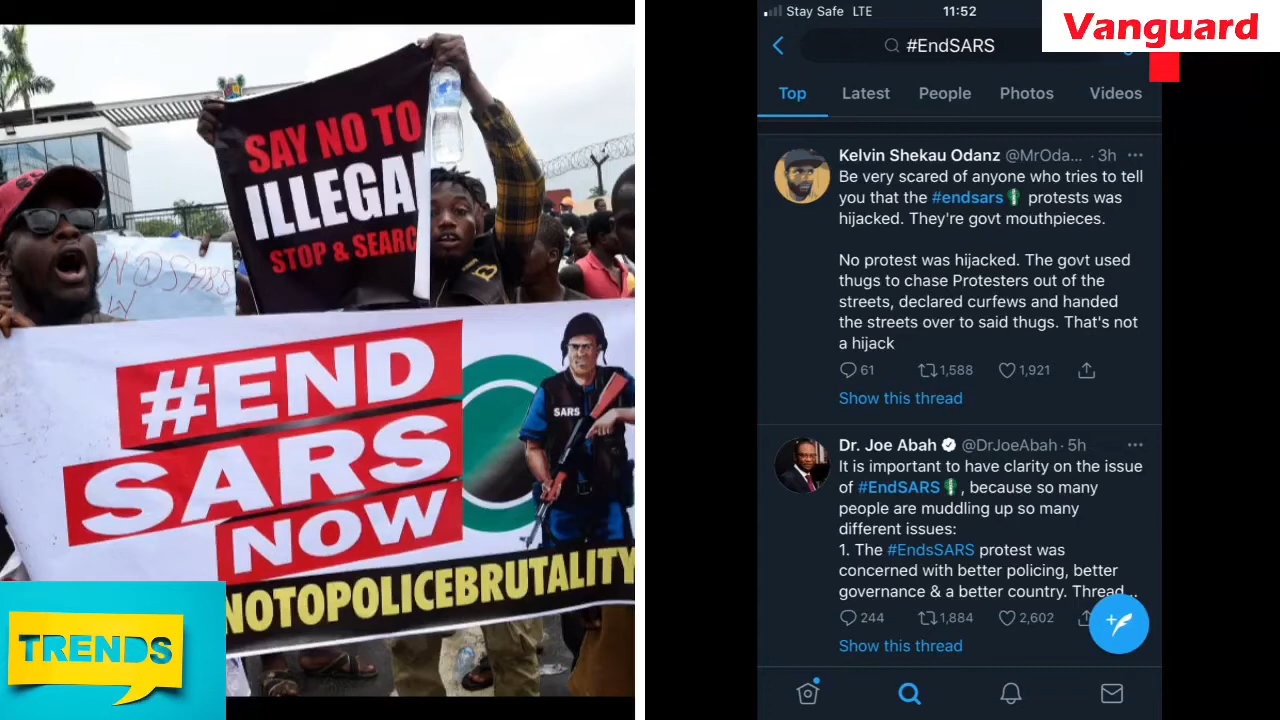 SAY NO TO
ILLEGA
STOP & SEARC
#END
SARS
NOW
SARS
NOTOPOLICEBRUTALITY
TRENDS
Stay Safe LTE 11:52
Vanguard
#EndSARS
Top Latest People Photos Videos
Kelvin Shekau Odanz @MrOda... · 3h
Be very scared of anyone who tries to tell
you that the #endsars protests was
hijacked. They're govt mouthpieces.
No protest was hijacked. The govt used
thugs to chase Protesters out of the
streets, declared curfews and handed
the streets over to said thugs. That's not
a hijack
61 1,588 1,921
Show this thread
Dr. Joe Abah @DrJoeAbah · 5h
It is important to have clarity on the issue
of #EndSARS , because so many
people are muddling up so many
different issues:
1. The #EndsSARS protest was
concerned with better policing, better
governance & a better country. Thread...
244 1,884 2,602
Show this thread